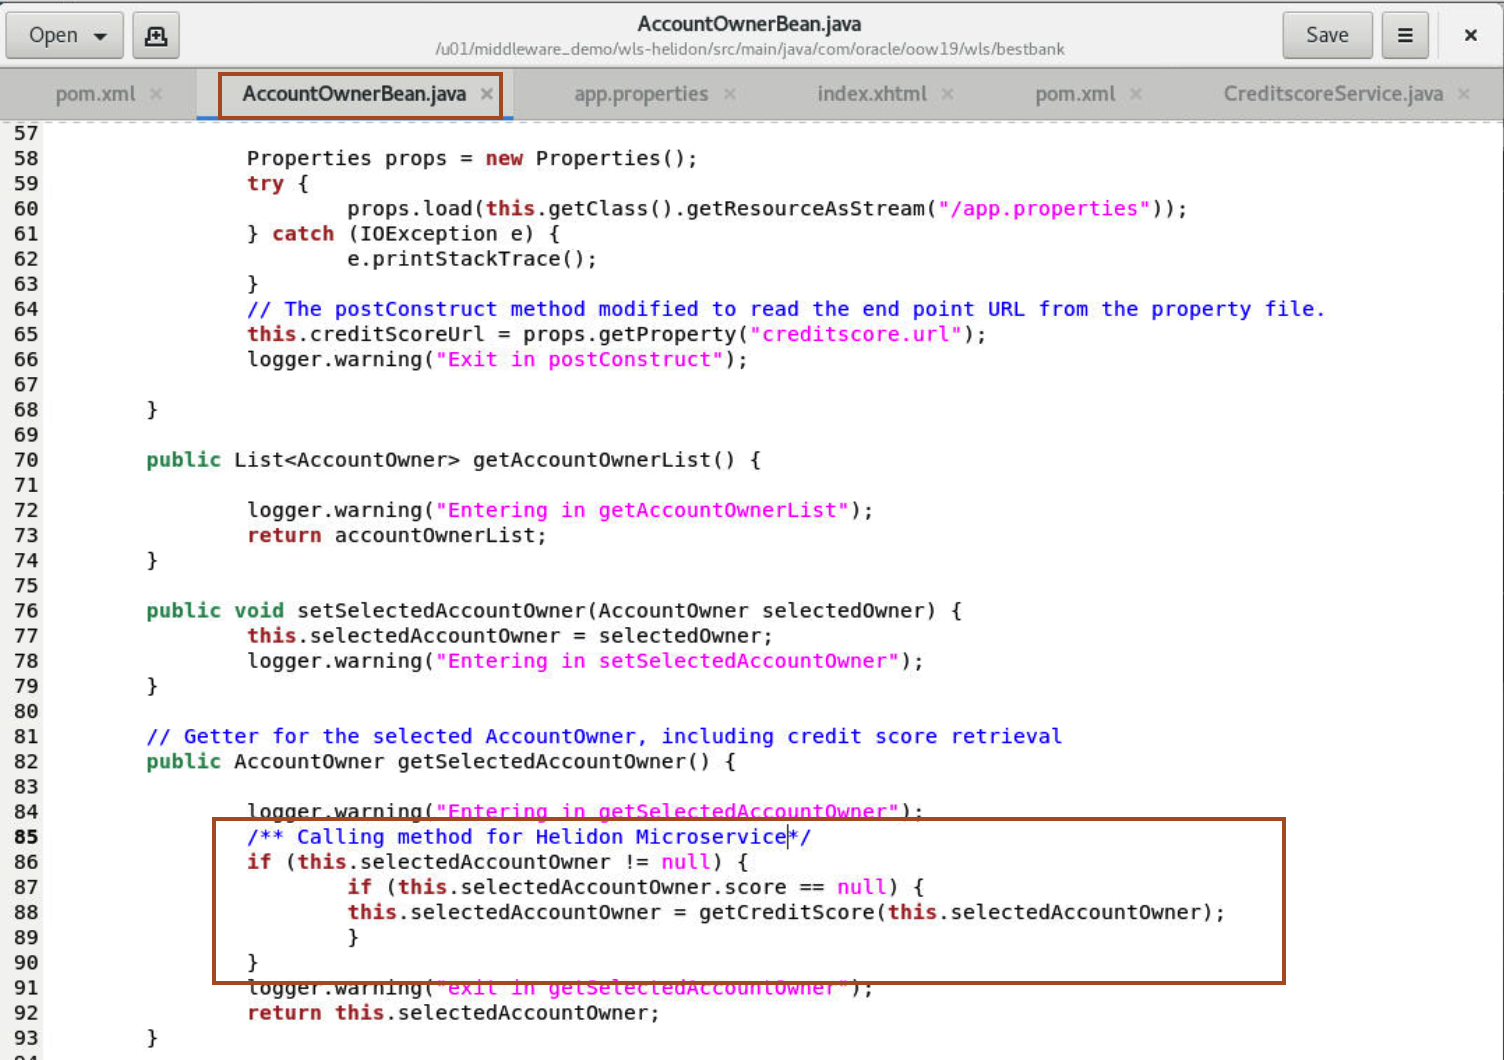 Open
AccountOwnerBean.java
/u01/middleware_demo/wls-helidon/src/main/java/com/oracle/oow19/wls/bestbank
Save
pom.xml × AccountOwnerBean.java × app.properties × index.xhtml × pom.xml × CreditscoreService.java ×
57
58 Properties props = new Properties();
59 try {
60 props.load(this.getClass().getResourceAsStream("/app.properties"));
61 } catch (IOException e) {
62 e.printStackTrace();
63 }
64 // The postConstruct method modified to read the end point URL from the property file.
65 this.creditScoreUrl = props.getProperty("creditscore.url");
66 logger.warning("Exit in postConstruct");
67
68 }
69
70 public List<AccountOwner> getAccountOwnerList() {
71
72 logger.warning("Entering in getAccountOwnerList");
73 return accountOwnerList;
74 }
75
76 public void setSelectedAccountOwner(AccountOwner selectedOwner) {
77 this.selectedAccountOwner = selectedOwner;
78 logger.warning("Entering in setSelectedAccountOwner");
79 }
80
81 // Getter for the selected AccountOwner, including credit score retrieval
82 public AccountOwner getSelectedAccountOwner() {
83
84 logger.warning("Entering in getSelectedAccountOwner");
85 /** Calling method for Helidon Microservice*/
86 if (this.selectedAccountOwner != null) {
87 if (this.selectedAccountOwner.score == null) {
88 this.selectedAccountOwner = getCreditScore(this.selectedAccountOwner);
89 }
90 }
91 logger.warning("exit in getSelectedAccountOwner");
92 return this.selectedAccountOwner;
93 }
94